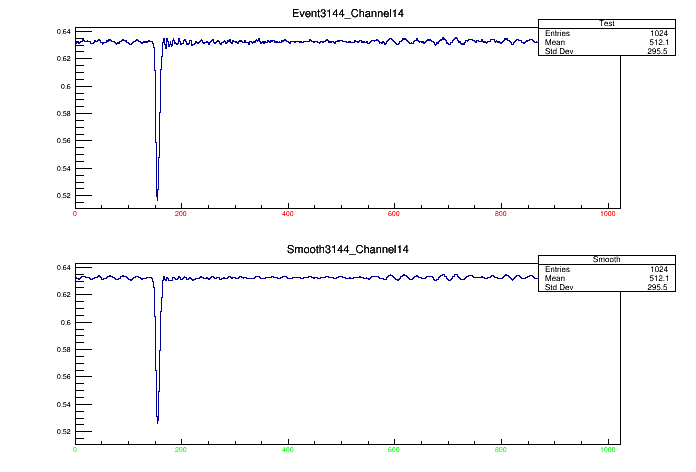 Event3144_Channel14
Test
Entries 1024
Mean 512.1
Std Dev 295.5
0.64
0.62
0.6
0.58
0.56
0.54
0.52
0 200 400 600 800 1000
Smooth3144_Channel14
Smooth
Entries 1024
Mean 512.1
Std Dev 295.5
0.64
0.62
0.6
0.58
0.56
0.54
0.52
0 200 400 600 800 1000